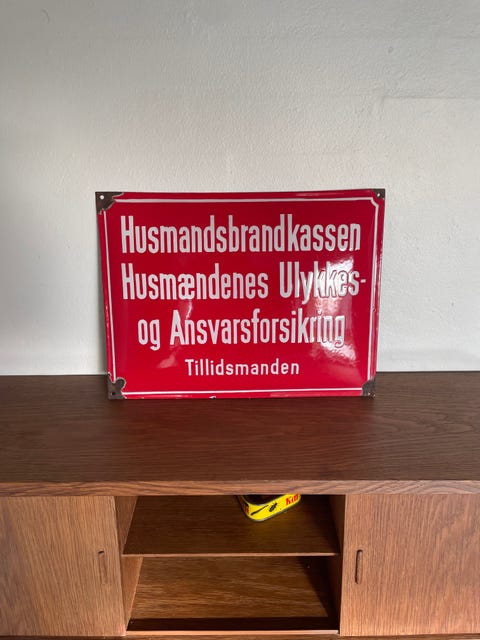 Husmandsbrandkassen
Husmændenes Ulykkes-
og Ansvarsforsikring
Tillidsmanden